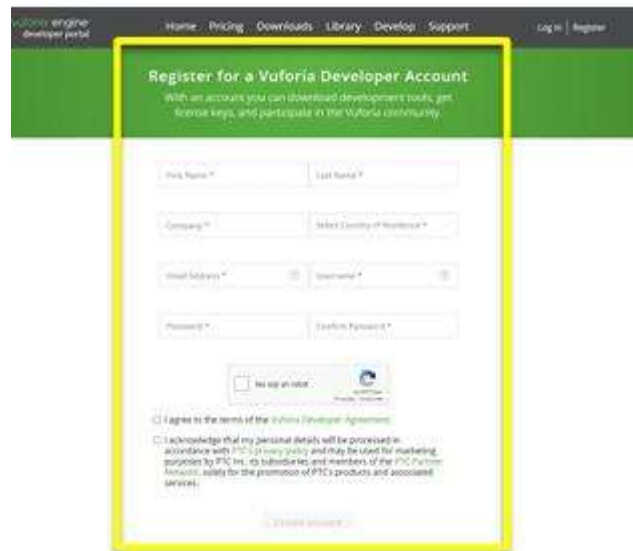 vuforia engine
developer portal
Home Pricing Downloads Library Develop Support
Log In | Register
Register for a Vuforia Developer Account
With an account you can download development tools, get
license keys, and participate in the Vuforia community.
First Name *
Last Name *
Company *
Select Country of Residence *
Email Address *
Username *
Password *
Confirm Password *
No soy un robot
reCAPTCHA
I agree to the terms of the Vuforia Developer Agreement.
I acknowledge that my personal details will be processed in
accordance with PTC's privacy policy and may be used for marketing
purposes by PTC Inc. its subsidiaries and members of the PTC Partner
Network, solely for the promotion of PTC's products and associated
services.
Create account